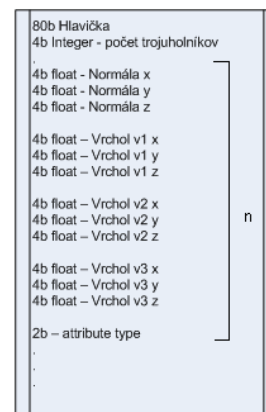 80b Hlavička
4b Integer - počet trojuholníkov
.
4b float - Normála x
4b float - Normála y
4b float - Normála z
4b float – Vrchol v1 x
4b float – Vrchol v1 y
4b float – Vrchol v1 z
4b float – Vrchol v2 x
4b float – Vrchol v2 y
4b float – Vrchol v2 z
n
4b float – Vrchol v3 x
4b float – Vrchol v3 y
4b float – Vrchol v3 z
2b – attribute type
.
.
.